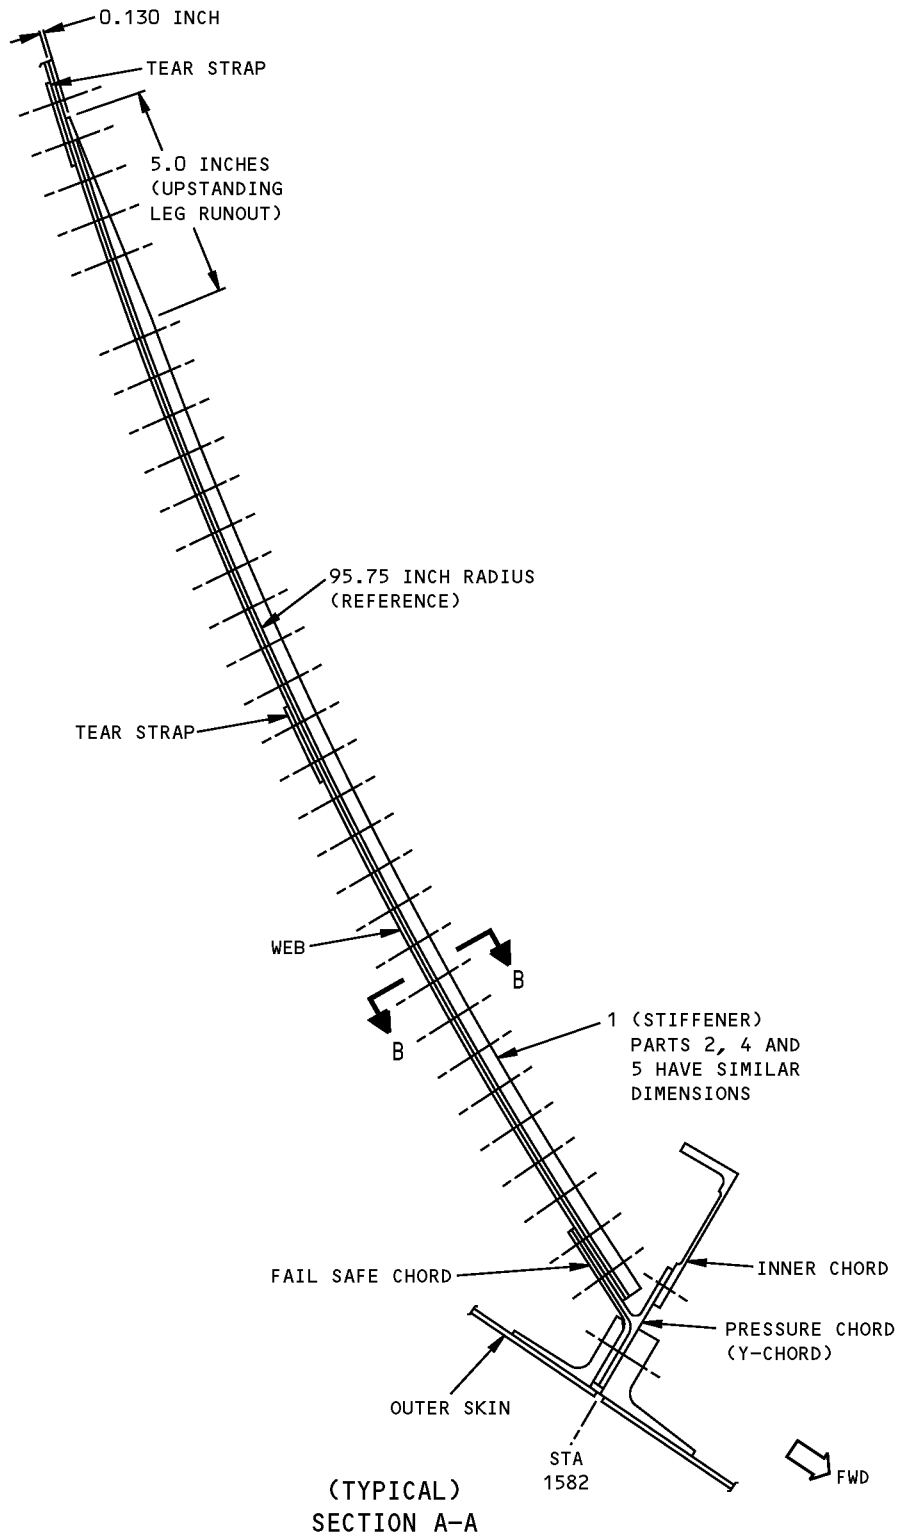 0.130 INCH
TEAR STRAP
5.0 INCHES
(UPSTANDING
LEG RUNOUT)
95.75 INCH RADIUS
(REFERENCE)
TEAR STRAP
WEB
B
B
1 (STIFFENER)
PARTS 2, 4 AND
5 HAVE SIMILAR
DIMENSIONS
FAIL SAFE CHORD
INNER CHORD
PRESSURE CHORD
(Y-CHORD)
OUTER SKIN
STA
1582
FWD
(TYPICAL)
SECTION A-A